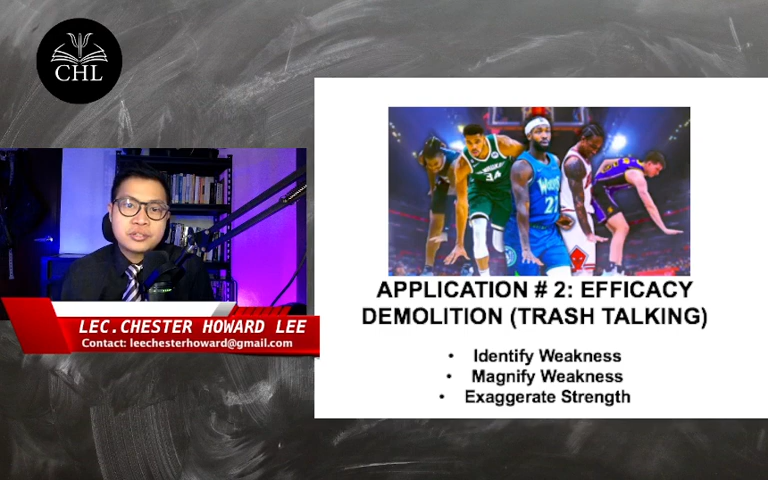 CHL
LEC.CHESTER HOWARD LEE
Contact: leechesterhoward@gmail.com
34
APPLICATION # 2: EFFICACY
DEMOLITION (TRASH TALKING)
• Identify Weakness
• Magnify Weakness
• Exaggerate Strength